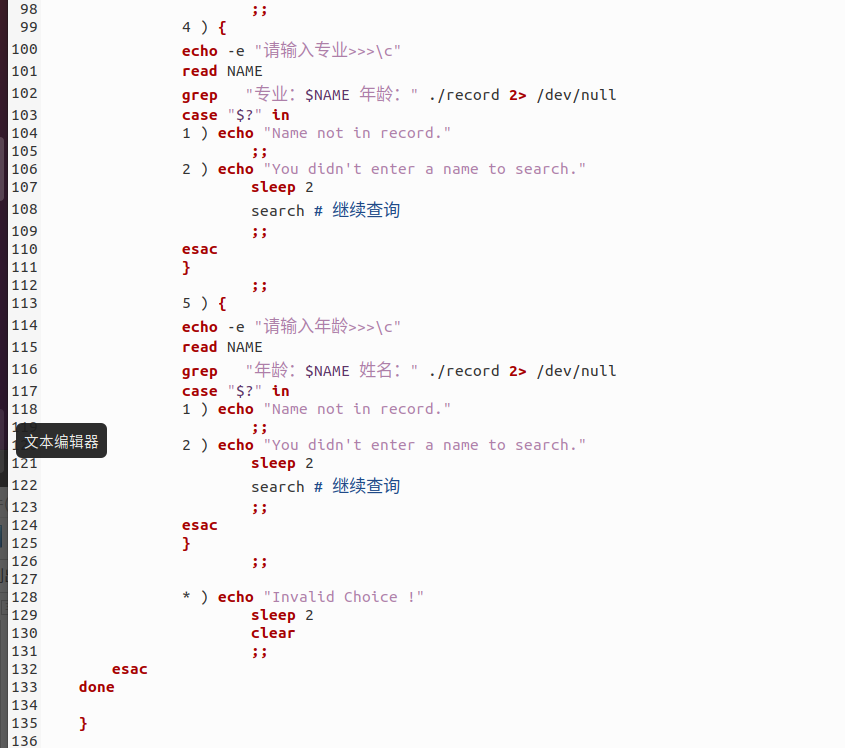 98 ;;
99 4 ) {
100 echo -e "请输入专业>>>\c"
101 read NAME
102 grep "专业：$NAME 年龄：" ./record 2> /dev/null
103 case "$?" in
104 1 ) echo "Name not in record."
105 ;;
106 2 ) echo "You didn't enter a name to search."
107 sleep 2
108 search # 继续查询
109 ;;
110 esac
111 }
112 ;;
113 5 ) {
114 echo -e "请输入年龄>>>\c"
115 read NAME
116 grep "年龄：$NAME 姓名：" ./record 2> /dev/null
117 case "$?" in
118 1 ) echo "Name not in record."
;;
文本编辑器
2 ) echo "You didn't enter a name to search."
121 sleep 2
122 search # 继续查询
123 ;;
124 esac
125 }
126 ;;
127
128 * ) echo "Invalid Choice !"
129 sleep 2
130 clear
131 ;;
132 esac
133 done
134
135 }
136